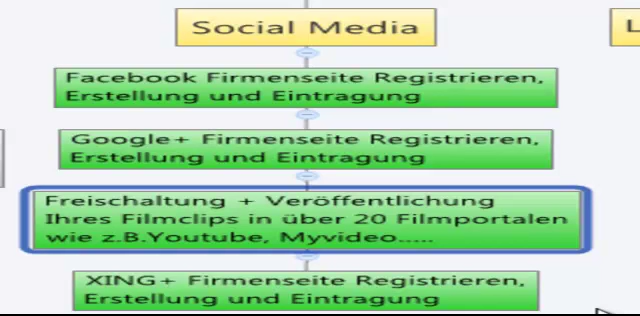 Social Media
Facebook Firmenseite Registrieren,
Erstellung und Eintragung
Google+ Firmenseite Registrieren,
Erstellung und Eintragung
Freischaltung + Veröffentlichung
Ihres Filmclips in über 20 Filmportalen
wie z.B.Youtube, Myvideo.....
XING+ Firmenseite Registrieren,
Erstellung und Eintragung